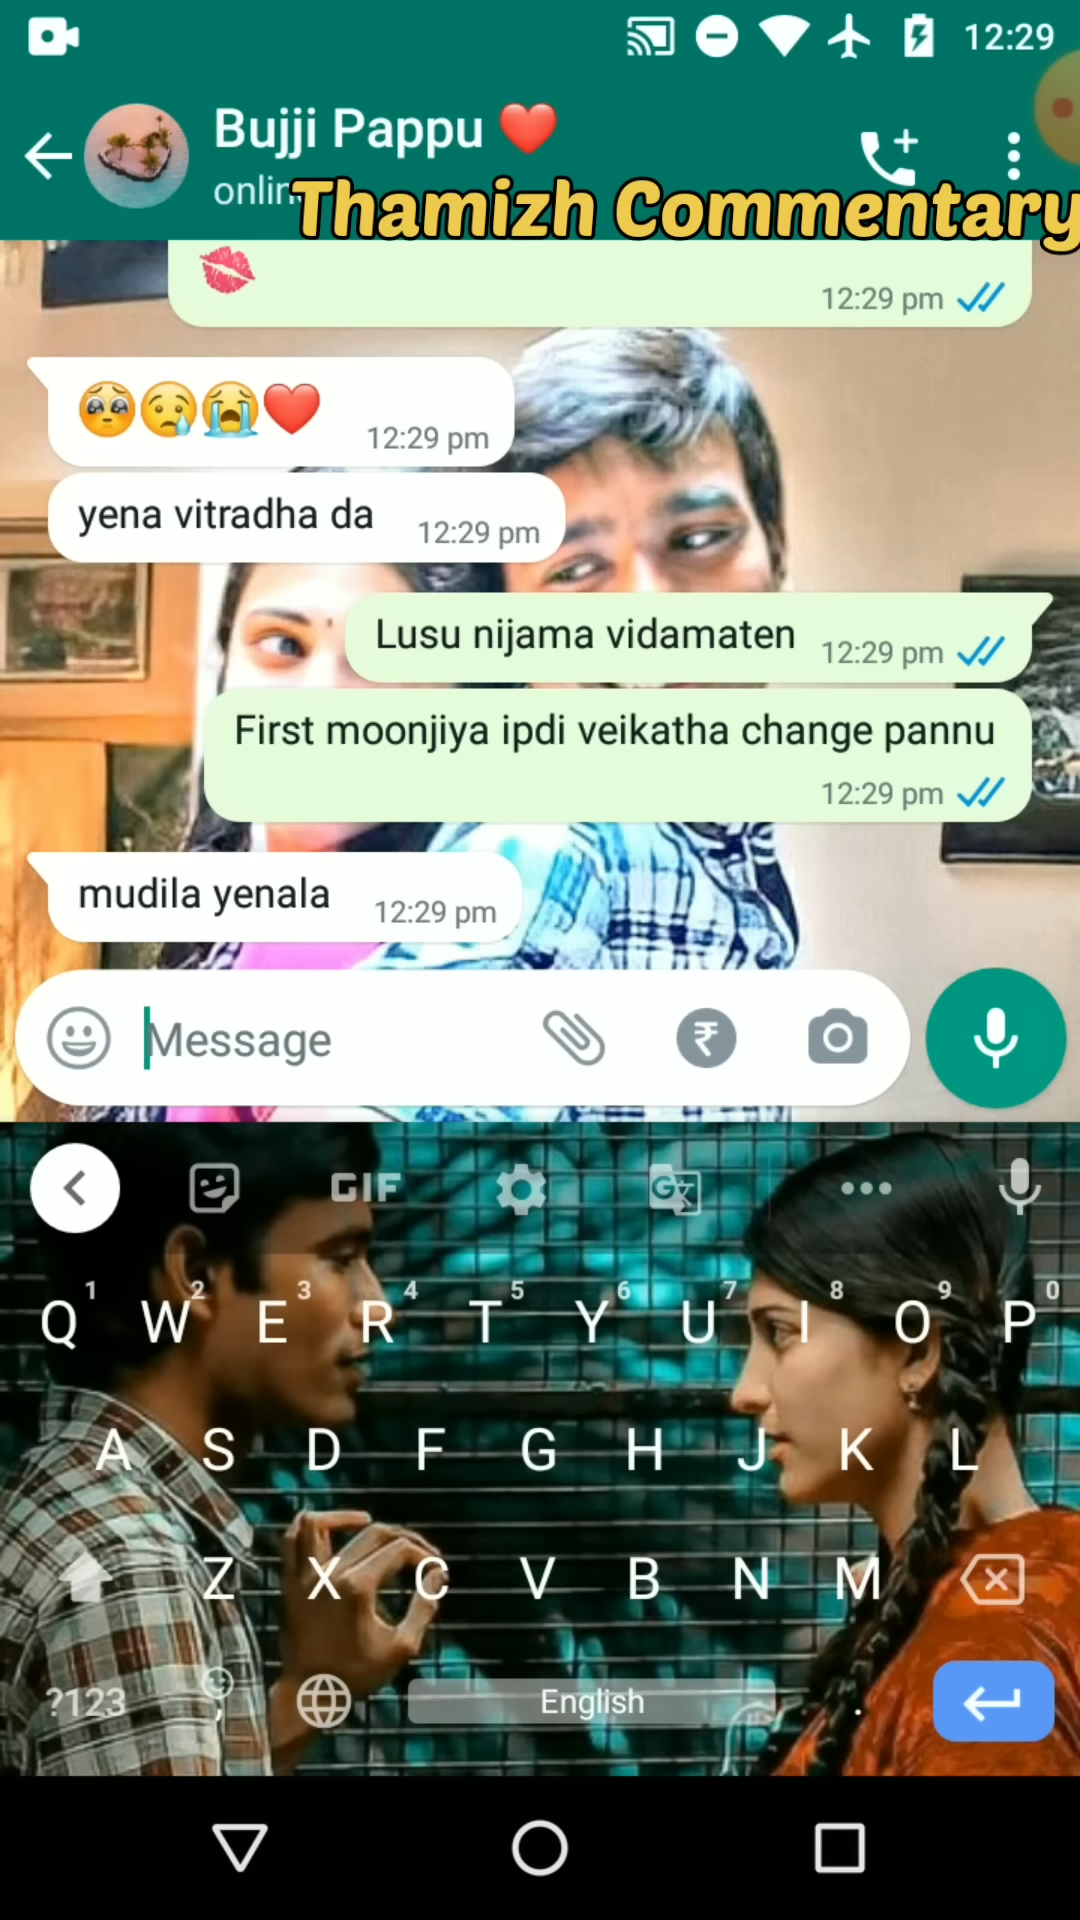 12:29
Bujji Pappu ❤️
onlin
Thamizh Commentary
💋
12:29 pm
🥺😢😭❤️ 12:29 pm
yena vitradha da 12:29 pm
Lusu nijama vidamaten 12:29 pm
First moonjiya ipdi veikatha change pannu
12:29 pm
mudila yenala 12:29 pm
Message
₹
GIF
G
1 2 3 4 5 6 7 8 9 0
Q W E R T Y U I O P
A S D F G H J K L
Z X C V B N M
?123 , English .